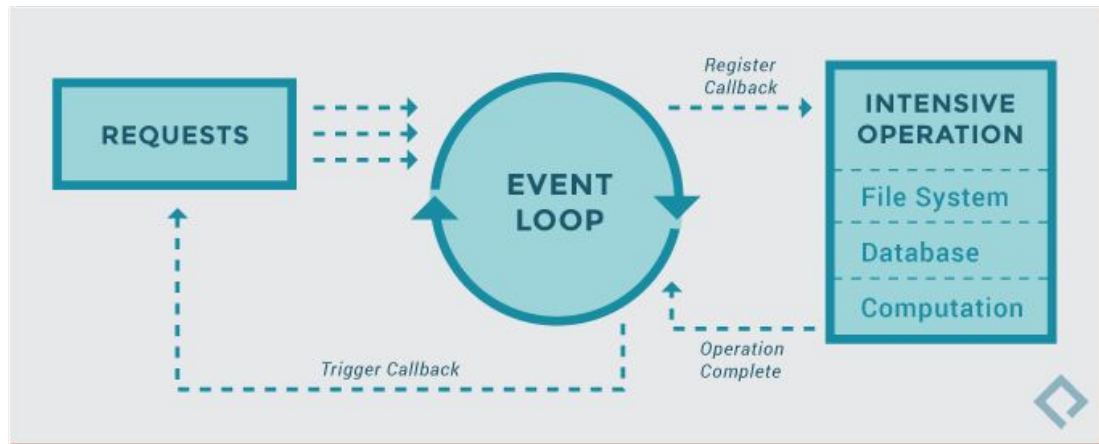 REQUESTS
EVENT
LOOP
Register
Callback
INTENSIVE
OPERATION
File System
Database
Computation
Operation
Complete
Trigger Callback